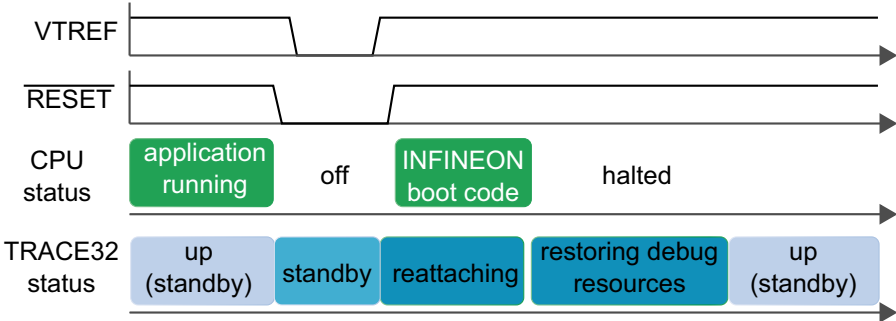 VTREF
RESET
CPU
status
application
running
off
INFINEON
boot code
halted
TRACE32
status
up
(standby)
standby
reattaching
restoring debug
resources
up
(standby)